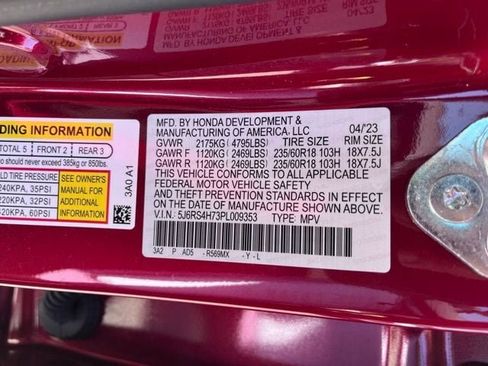 MFD. BY HONDA DEVELOPMENT & 04/'23
MANUFACTURING OF AMERICA, LLC
GVWR 2175KG (4795LBS) TIRE SIZE RIM SIZE
GAWR F 1120KG (2469LBS) 235/60R18 103H 18X7.5J
GAWR R 1120KG (2469LBS) 235/60R18 103H 18X7.5J
THIS VEHICLE CONFORMS TO ALL APPLICABLE
FEDERAL MOTOR VEHICLE SAFETY AND
THEFT PREVENTION STANDARDS IN EFFECT
ON THE DATE OF MANUFACTURE SHOWN ABOVE.
V.I.N.: 5J6RS4H73PL009353 TYPE: MPV
3A2 P AD5 - R569MX - Y - L
3A0 A1
DING INFORMATION
TOTAL 5 FRONT 2 REAR 3
should never exceed 385kg or 850lbs.
LD TIRE PRESSURE
240KPA, 35PSI
220KPA, 32PSI
420KPA, 60PSI
SEE OWNER'S
MANUAL FOR
ADDITIONAL
INFORMATION